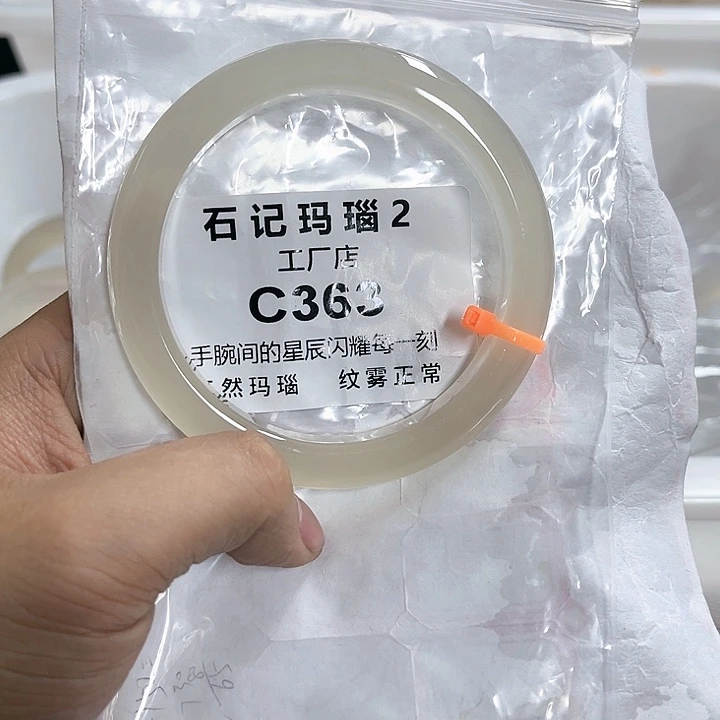 石记玛瑙2
工厂店
C363
手腕间的星辰闪耀每一刻
然玛瑙 纹雾正常